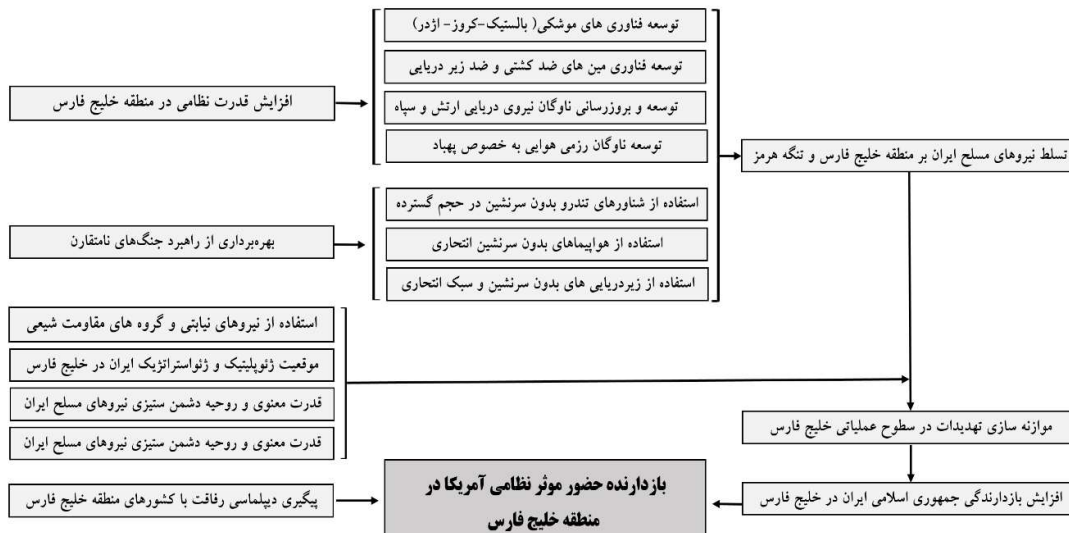 افزایش قدرت نظامی در منطقه خلیج فارس
توسعه فناوری های موشکی( بالستیک-کروز- اژدر)
توسعه فناوری مین های ضد کشتی و ضد زیر دریایی
توسعه و بروزرسانی ناوگان نیروی دریایی ارتش و سپاه
توسعه ناوگان رزمی هوایی به خصوص پهباد
بهره‌برداری از راهبرد جنگ‌های نامتقارن
استفاده از شناورهای تندرو بدون سرنشین در حجم گسترده
استفاده از هواپیماهای بدون سرنشین انتحاری
استفاده از زیردریایی های بدون سرنشین و سبک انتحاری
تسلط نیروهای مسلح ایران بر منطقه خلیج فارس و تنگه هرمز
استفاده از نیروهای نیابتی و گروه های مقاومت شیعی
موقعیت ژئوپلیتیک و ژئواستراتژیک ایران در خلیج فارس
قدرت معنوی و روحیه دشمن ستیزی نیروهای مسلح ایران
قدرت معنوی و روحیه دشمن ستیزی نیروهای مسلح ایران
موازنه سازی تهدیدات در سطوح عملیاتی خلیج فارس
افزایش بازدارندگی جمهوری اسلامی ایران در خلیج فارس
پیگیری دیپلماسی رفاقت با کشورهای منطقه خلیج فارس
بازدارنده حضور موثر نظامی آمریکا در
منطقه خلیج فارس